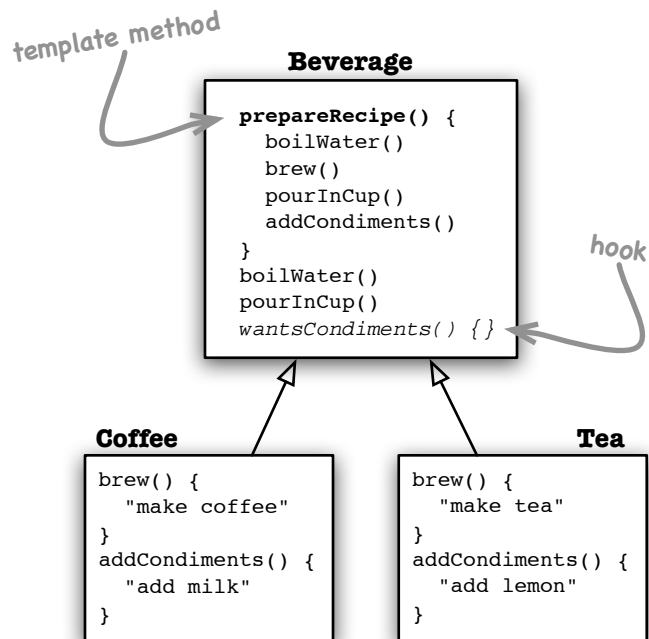 template method
Beverage
prepareRecipe() {
boilWater()
brew()
pourInCup()
addCondiments()
}
boilWater()
pourInCup()
wantsCondiments() {}
hook
Coffee
brew() {
"make coffee"
}
addCondiments() {
"add milk"
}
Tea
brew() {
"make tea"
}
addCondiments() {
"add lemon"
}